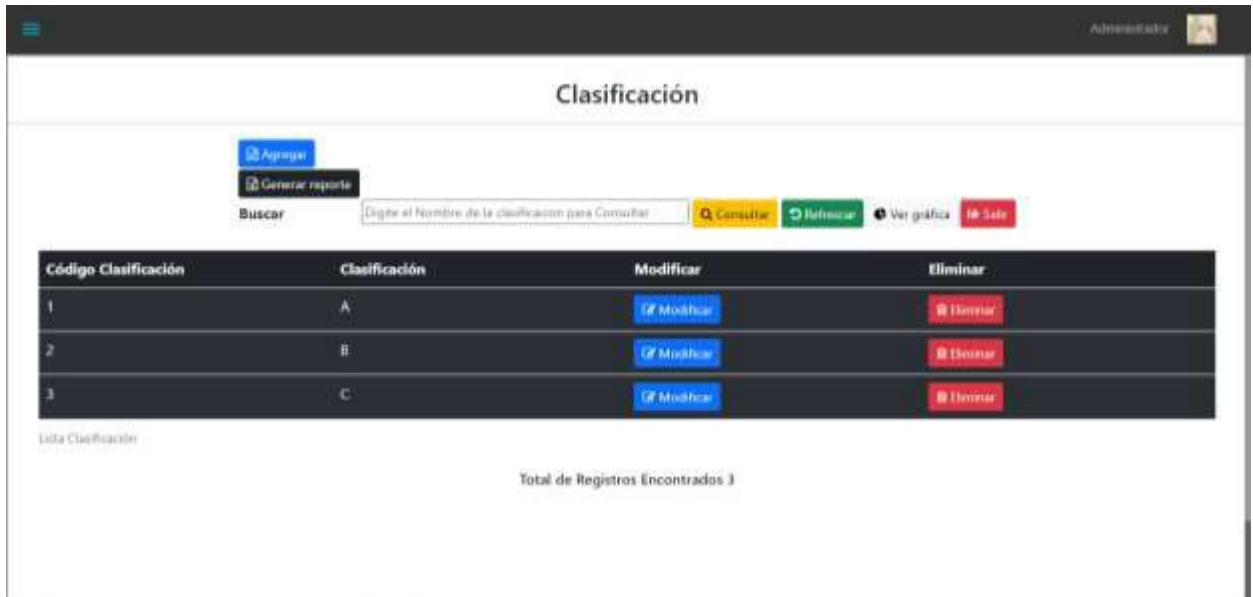 Administrador
Clasificación
Agregar
Generar reporte
Buscar Digite el Nombre de la clasificacion para Consultar Consultar Refrescar Ver gráfica Salir
Código Clasificación Clasificación Modificar Eliminar
1 A Modificar Eliminar
2 B Modificar Eliminar
3 C Modificar Eliminar
Lista Clasificación
Total de Registros Encontrados 3